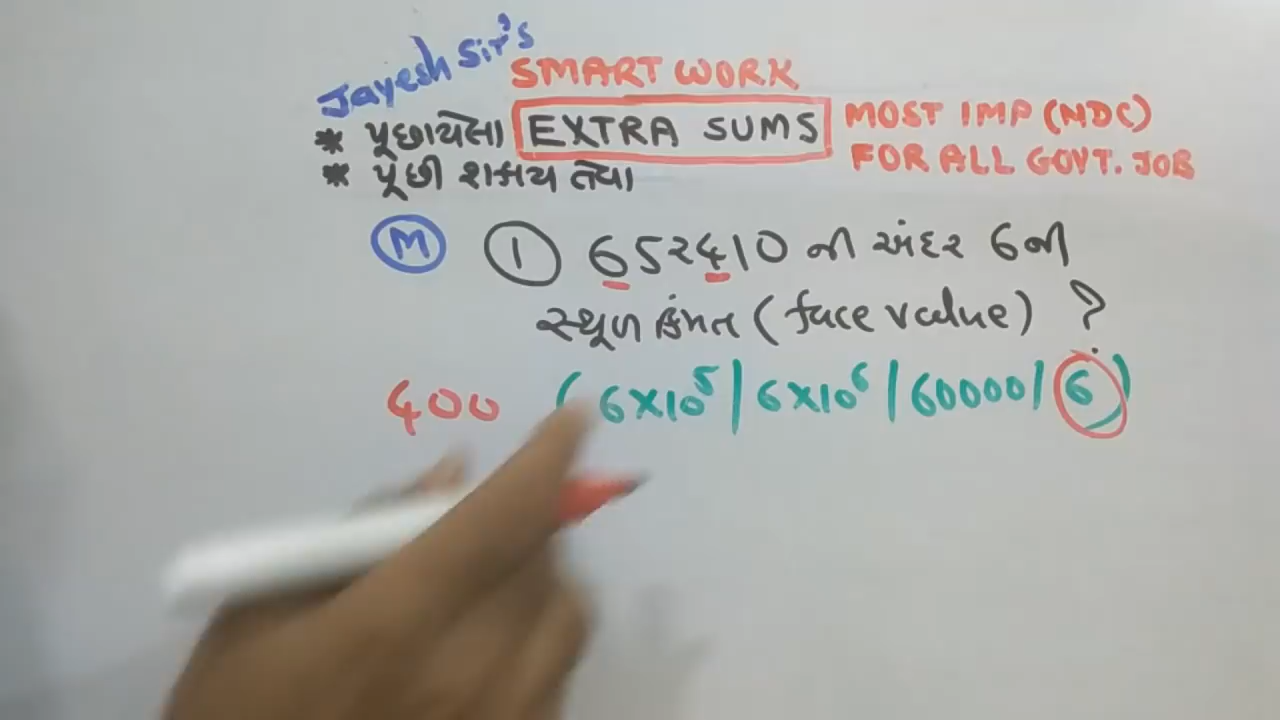 Jayesh Sir's
SMART WORK
* પૂછાયેલા EXTRA SUMS MOST IMP (NDC)
* પૂછી શકાય તેવા FOR ALL GOVT. JOB
M 1 652410 ની અંદર 6ની
સ્થૂળ કિંમત (face value) ?
૬૦૦ (6×10⁵ | 6×10⁶ | 60000 | 6)